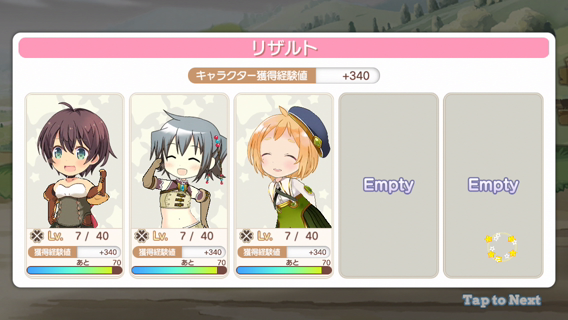 リザルト
キャラクター獲得経験値 +340
Lv. 7 / 40
獲得経験値 +340
あと 70
Lv. 7 / 40
獲得経験値 +340
あと 70
Lv. 7 / 40
獲得経験値 +340
あと 70
Empty
Empty
Tap to Next